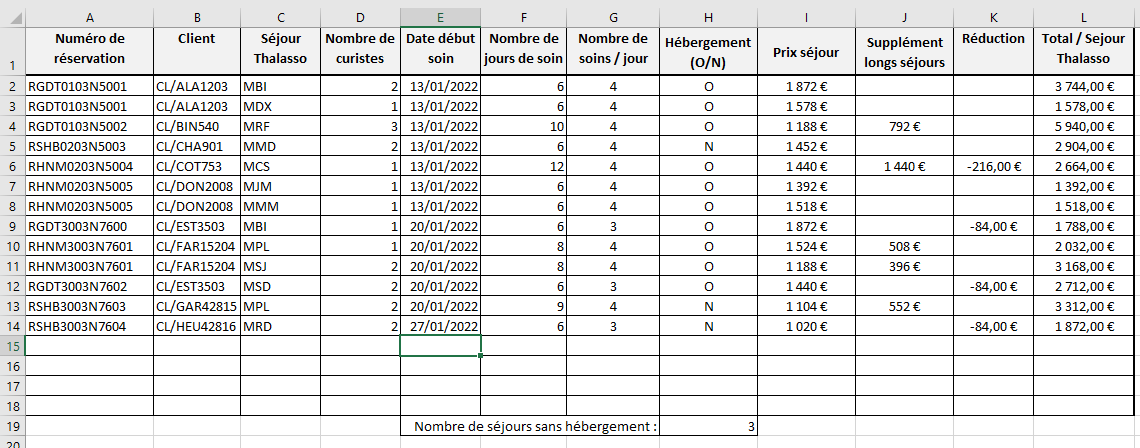 A B C D E F G H I J K L
1 Numéro de réservation Client Séjour Thalasso Nombre de curistes Date début soin Nombre de jours de soin Nombre de soins / jour Hébergement (O/N) Prix séjour Supplément longs séjours Réduction Total / Sejour Thalasso
2 RGDT0103N5001 CL/ALA1203 MBI 2 13/01/2022 6 4 O 1 872 € 3 744,00 €
3 RGDT0103N5001 CL/ALA1203 MDX 1 13/01/2022 6 4 O 1 578 € 1 578,00 €
4 RGDT0103N5002 CL/BIN540 MRF 3 13/01/2022 10 4 O 1 188 € 792 € 5 940,00 €
5 RSHB0203N5003 CL/CHA901 MMD 2 13/01/2022 6 4 N 1 452 € 2 904,00 €
6 RHNM0203N5004 CL/COT753 MCS 1 13/01/2022 12 4 O 1 440 € 1 440 € -216,00 € 2 664,00 €
7 RHNM0203N5005 CL/DON2008 MJM 1 13/01/2022 6 4 O 1 392 € 1 392,00 €
8 RHNM0203N5005 CL/DON2008 MMM 1 13/01/2022 6 4 O 1 518 € 1 518,00 €
9 RGDT3003N7600 CL/EST3503 MBI 1 20/01/2022 6 3 O 1 872 € -84,00 € 1 788,00 €
10 RHNM3003N7601 CL/FAR15204 MPL 1 20/01/2022 8 4 O 1 524 € 508 € 2 032,00 €
11 RHNM3003N7601 CL/FAR15204 MSJ 2 20/01/2022 8 4 O 1 188 € 396 € 3 168,00 €
12 RGDT3003N7602 CL/EST3503 MSD 2 20/01/2022 6 3 O 1 440 € -84,00 € 2 712,00 €
13 RSHB3003N7603 CL/GAR42815 MPL 2 20/01/2022 9 4 N 1 104 € 552 € 3 312,00 €
14 RSHB3003N7604 CL/HEU42816 MRD 2 27/01/2022 6 3 N 1 020 € -84,00 € 1 872,00 €
15
16
17
18
19 Nombre de séjours sans hébergement : 3
20